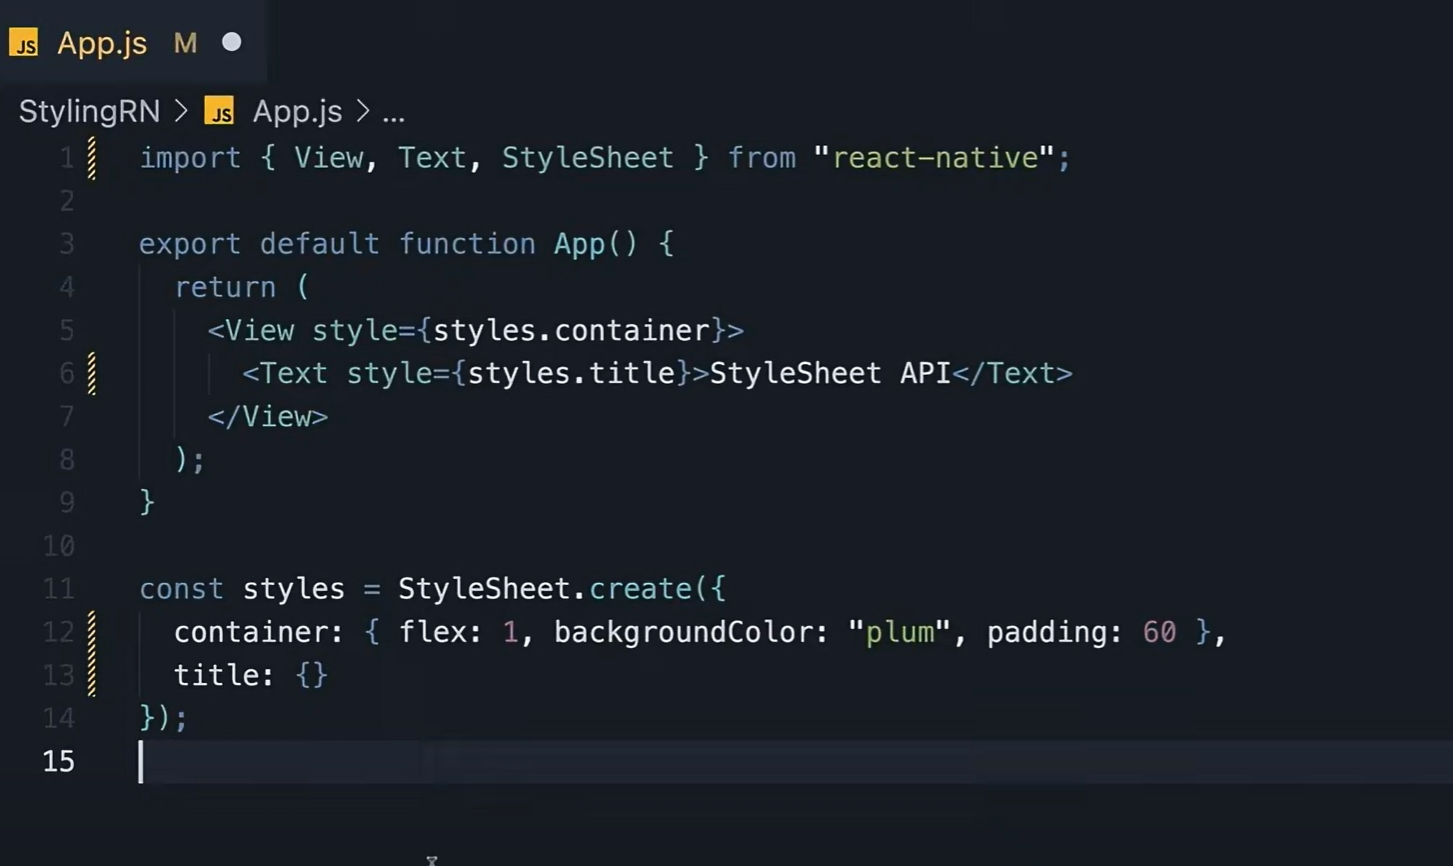 JS App.js M
StylingRN > JS App.js > ...
1 import { View, Text, StyleSheet } from "react-native";
2
3 export default function App() {
4 return (
5 <View style={styles.container}>
6 <Text style={styles.title}>StyleSheet API</Text>
7 </View>
8 );
9 }
10
11 const styles = StyleSheet.create({
12 container: { flex: 1, backgroundColor: "plum", padding: 60 },
13 title: {}
14 });
15